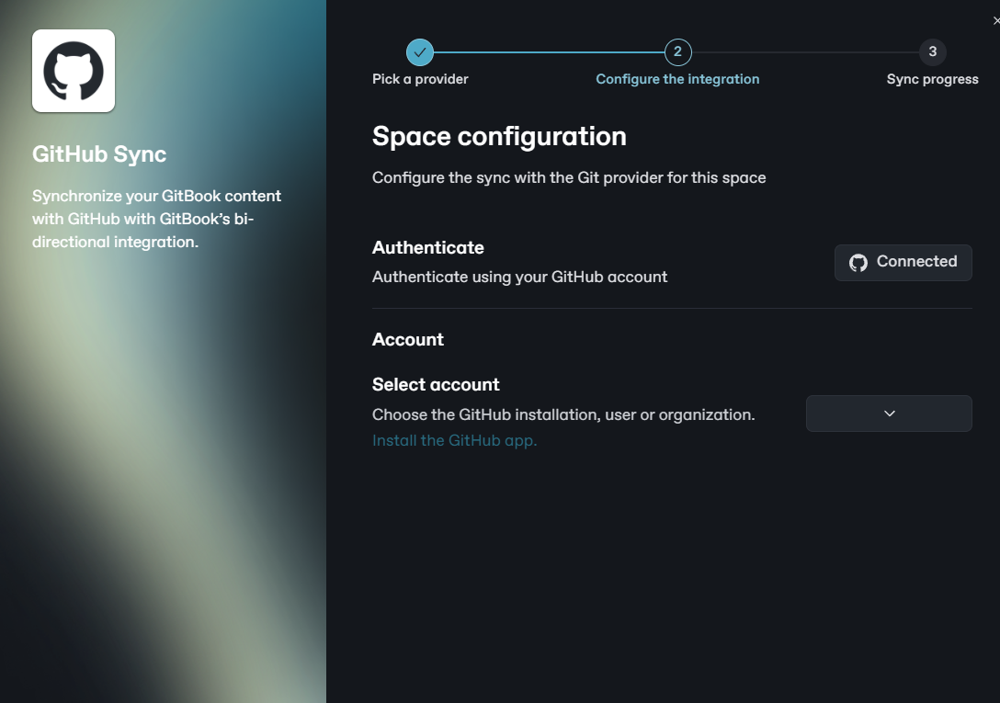 GitHub Sync
Synchronize your GitBook content
with GitHub with GitBook’s bi-
directional integration.
2
3
Pick a provider
Configure the integration
Sync progress
Space configuration
Configure the sync with the Git provider for this space
Authenticate
Authenticate using your GitHub account
Connected
Account
Select account
Choose the GitHub installation, user or organization.
Install the GitHub app.